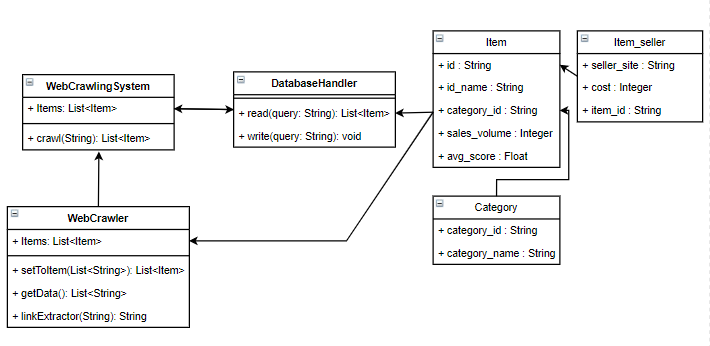 WebCrawlingSystem
+ Items: List<Item>
+ crawl(String): List<Item>
DatabaseHandler
+ read(query: String): List<Item>
+ write(query: String): void
Item
+ id : String
+ id_name : String
+ category_id : String
+ sales_volume : Integer
+ avg_score : Float
Item_seller
+ seller_site : String
+ cost : Integer
+ item_id : String
WebCrawler
+ Items: List<Item>
+ setToItem(List<String>): List<Item>
+ getData(): List<String>
+ linkExtractor(String): String
Category
+ category_id : String
+ category_name : String